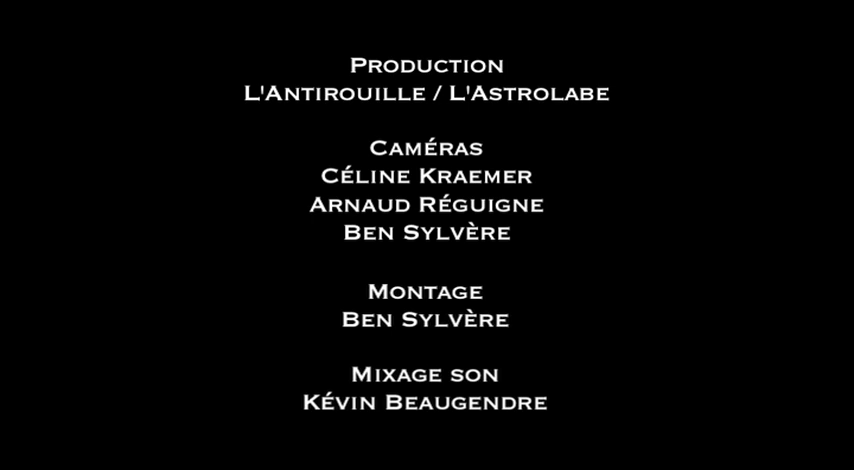 Production
L'Antirouille / L'Astrolabe
Caméras
Céline Kraemer
Arnaud Réguigne
Ben Sylvère
Montage
Ben Sylvère
Mixage son
Kévin Beaugendre